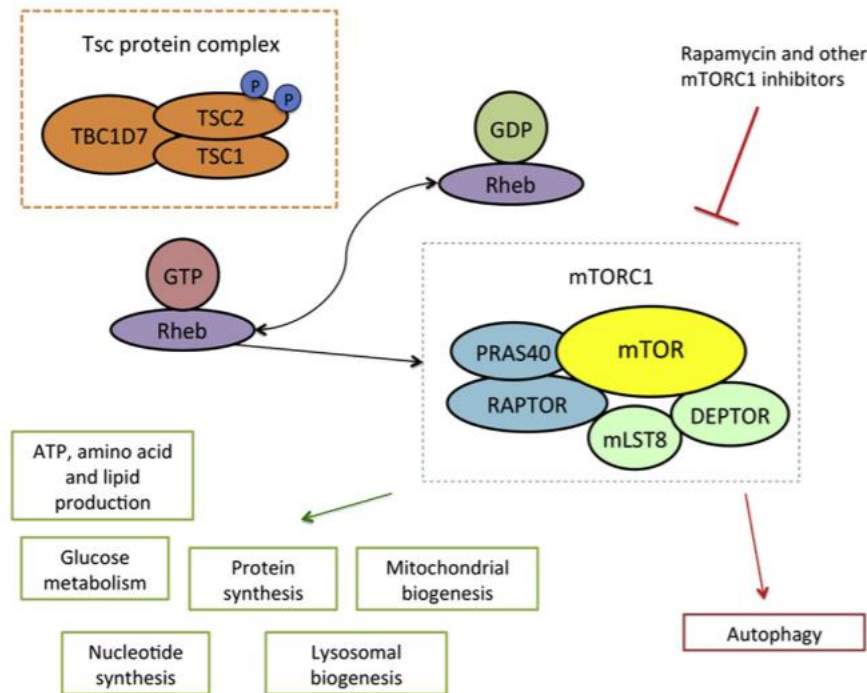 Tsc protein complex
P
P
TSC2
TBC1D7
TSC1
Rapamycin and other
mTORC1 inhibitors
GDP
Rheb
GTP
Rheb
mTORC1
PRAS40
mTOR
RAPTOR
mLST8
DEPTOR
ATP, amino acid
and lipid
production
Glucose
metabolism
Protein
synthesis
Mitochondrial
biogenesis
Nucleotide
synthesis
Lysosomal
biogenesis
Autophagy